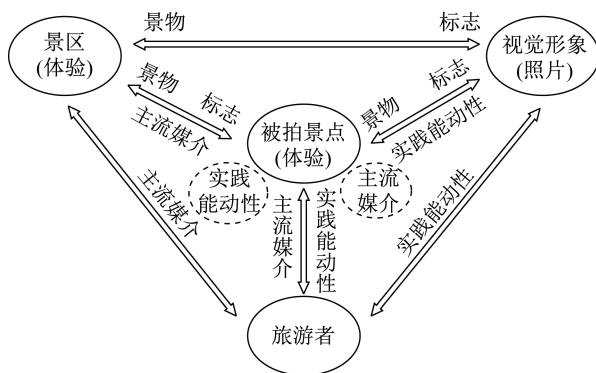 景物
标志
景区
(体验)
视觉形象
(照片)
景物
标志
主流媒介
景物
标志
实践能动性
被拍景点
(体验)
实践
能动性
主流
媒介
主流媒介
主流媒介
实践能动性
实践能动性
旅游者